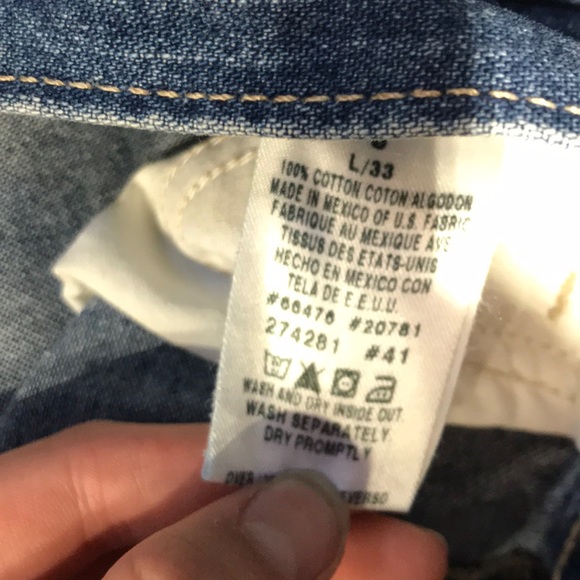 L/33
100% COTTON COTON ALGODON
MADE IN MEXICO OF U.S. FABRIC
FABRIQUE AU MEXIQUE
TISSUS DES ETATS-UNIS
HECHO EN MEXICO CON
TELA DE E.E.U.U.
#66476 #20781
274281 #41
WASH AND DRY INSIDE OUT
WASH SEPARATELY
DRY PROMPTLY
OVER